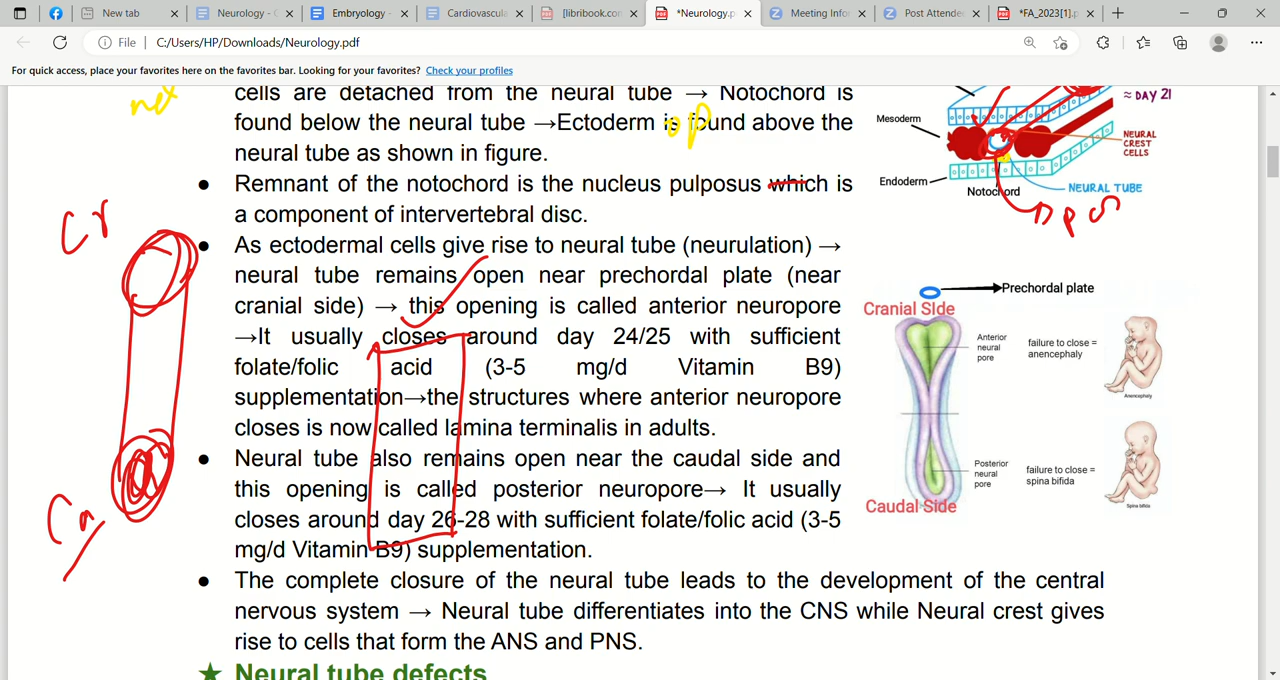 New tab
Neurology - C
Embryology -
Cardiovascula
[libribook.con
*Neurology.p
Meeting Infor
Post Attende
*FA_2023[1].p
File
C:/Users/HP/Downloads/Neurology.pdf
For quick access, place your favorites here on the favorites bar. Looking for your favorites? Check your profiles
cells are detached from the neural tube → Notochord is
found below the neural tube →Ectoderm is found above the
neural tube as shown in figure.
● Remnant of the notochord is the nucleus pulposus which is
a component of intervertebral disc.
● As ectodermal cells give rise to neural tube (neurulation) →
neural tube remains open near prechordal plate (near
cranial side) → this opening is called anterior neuropore
→It usually closes around day 24/25 with sufficient
folate/folic acid (3-5 mg/d Vitamin B9)
supplementation→the structures where anterior neuropore
closes is now called lamina terminalis in adults.
● Neural tube also remains open near the caudal side and
this opening is called posterior neuropore→ It usually
closes around day 26-28 with sufficient folate/folic acid (3-5
mg/d Vitamin B9) supplementation.
● The complete closure of the neural tube leads to the development of the central
nervous system → Neural tube differentiates into the CNS while Neural crest gives
rise to cells that form the ANS and PNS.
★ Neural tube defects
Cr
Ca
op
≈ DAY 21
Mesoderm
NEURAL
CREST
CELLS
Endoderm
Notochord
NEURAL TUBE
Prechordal plate
Cranial SIde
Anterior
neural
pore
failure to close =
anencephaly
Anencephaly
Posterior
neural
pore
failure to close =
spina bifida
Spina bifida
Caudal Side